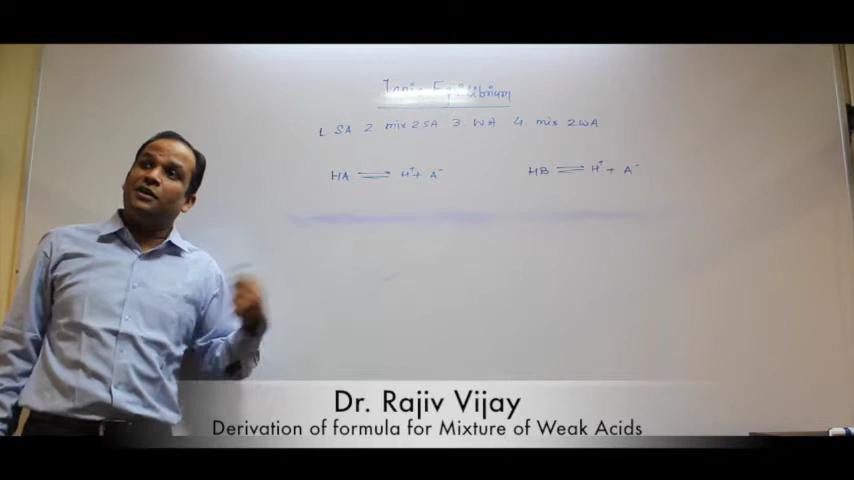 Ionic Equilibrium
1. SA 2. mix 2 SA 3. WA 4. mix 2 WA
HA ⇌ H⁺ + A⁻ HB ⇌ H⁺ + A⁻
Dr. Rajiv Vijay
Derivation of formula for Mixture of Weak Acids